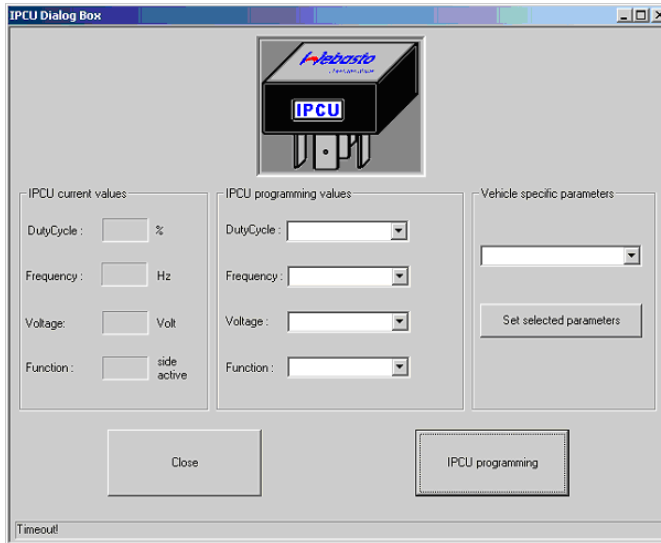 IPCU Dialog Box
Webasto
IPCU
IPCU current values
DutyCycle : %
Frequency : Hz
Voltage: Volt
Function : side active
IPCU programming values
DutyCycle :
Frequency :
Voltage :
Function :
Vehicle specific parameters
Set selected parameters
Close
IPCU programming
Timeout!